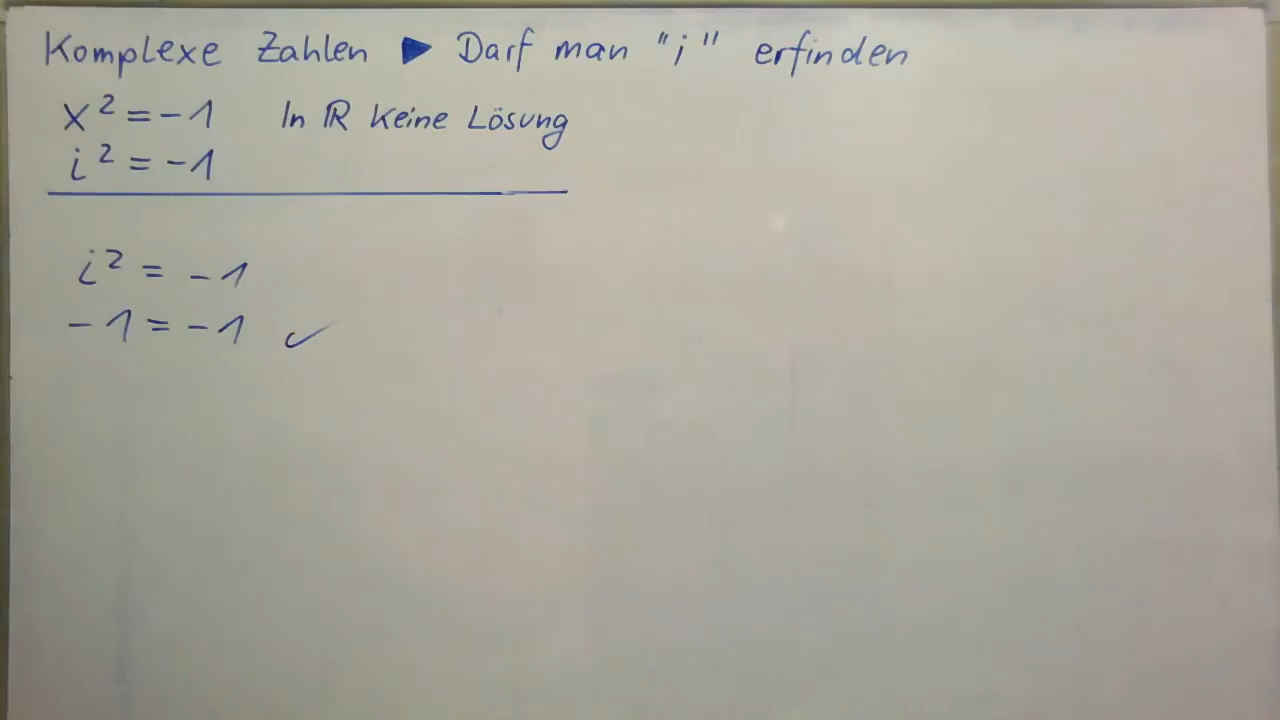 Komplexe Zahlen ▶ Darf man "i" erfinden
x² = -1 In ℝ Keine Lösung
i² = -1
i² = -1
-1 = -1 ✓